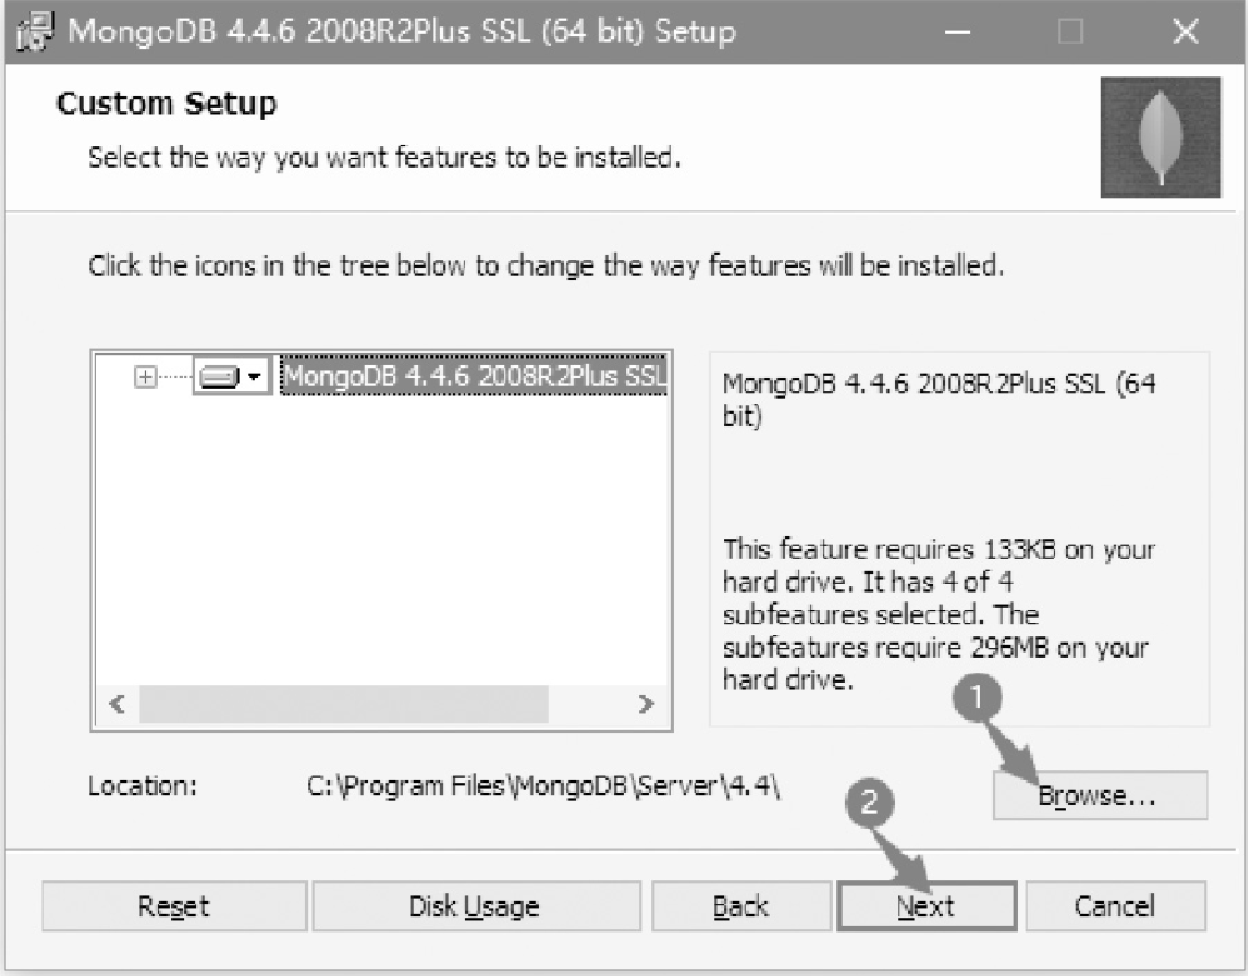 MongoDB 4.4.6 2008R2Plus SSL (64 bit) Setup
Custom Setup
Select the way you want features to be installed.
Click the icons in the tree below to change the way features will be installed.
MongoDB 4.4.6 2008R2Plus SSL
MongoDB 4.4.6 2008R2Plus SSL (64
bit)
This feature requires 133KB on your
hard drive. It has 4 of 4
subfeatures selected. The
subfeatures require 296MB on your
hard drive.
1
Location: C:\Program Files\MongoDB\Server\4.4\
Browse...
2
Reset Disk Usage Back Next Cancel